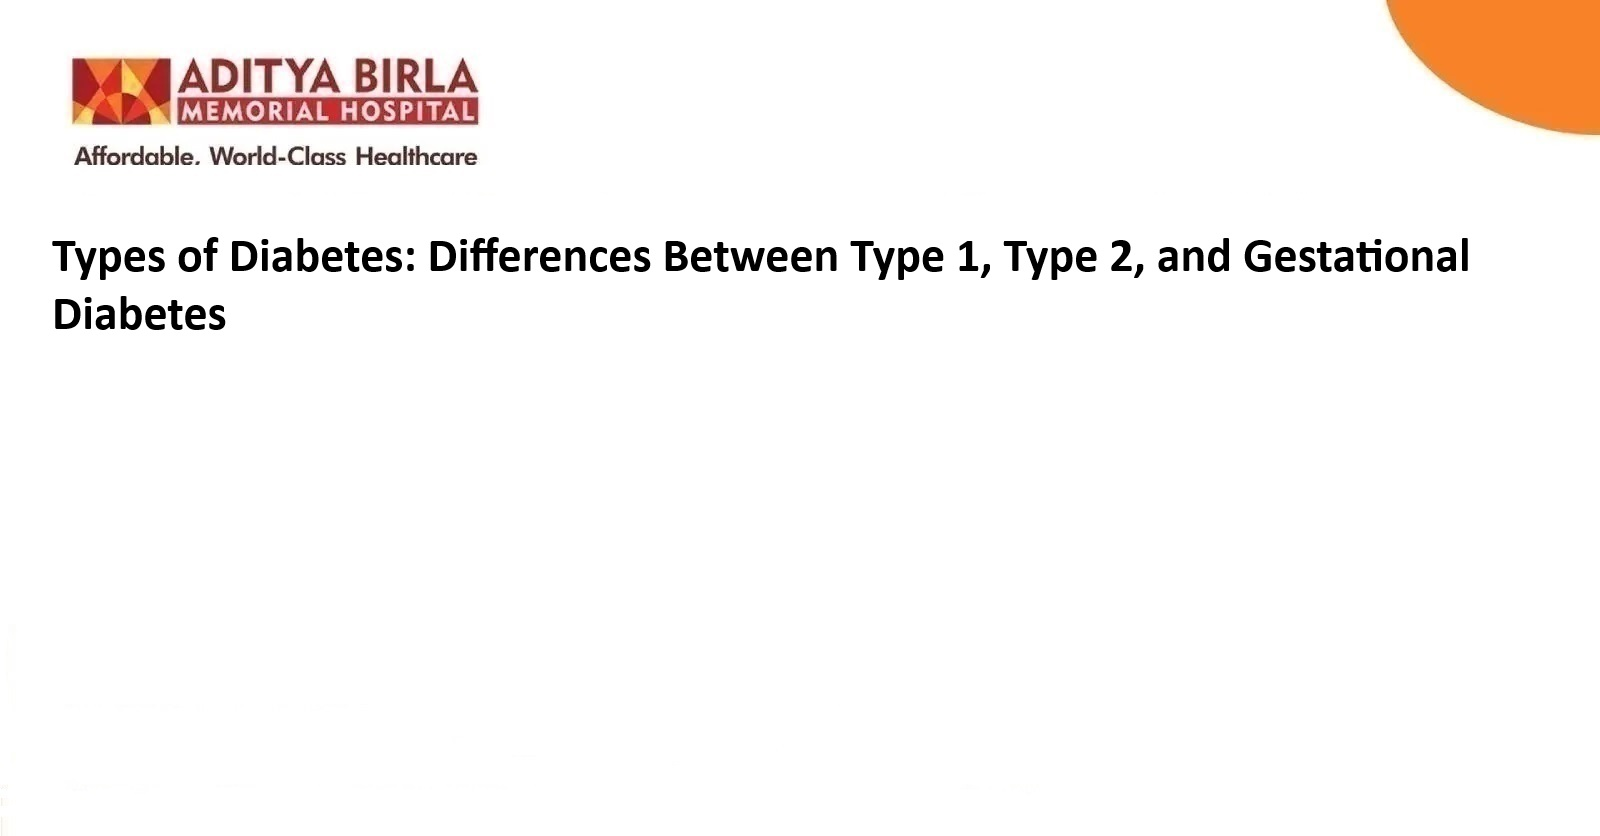 ADITYA BIRLA
MEMORIAL HOSPITAL
Affordable. World-Class Healthcare
Types of Diabetes: Differences Between Type 1, Type 2, and Gestational
Diabetes